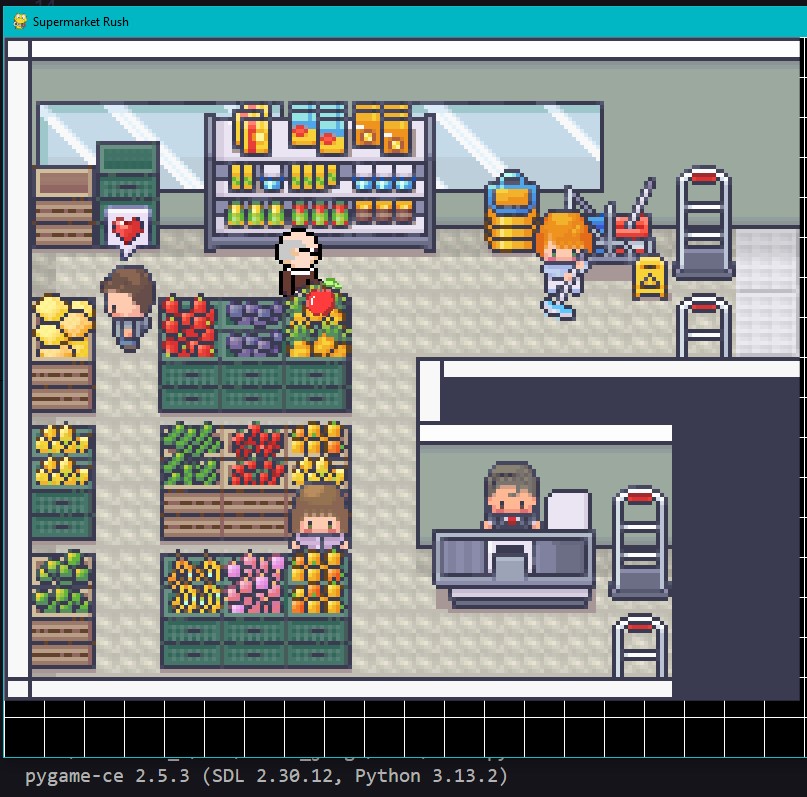 Supermarket Rush
pygame-ce 2.5.3 (SDL 2.30.12, Python 3.13.2)